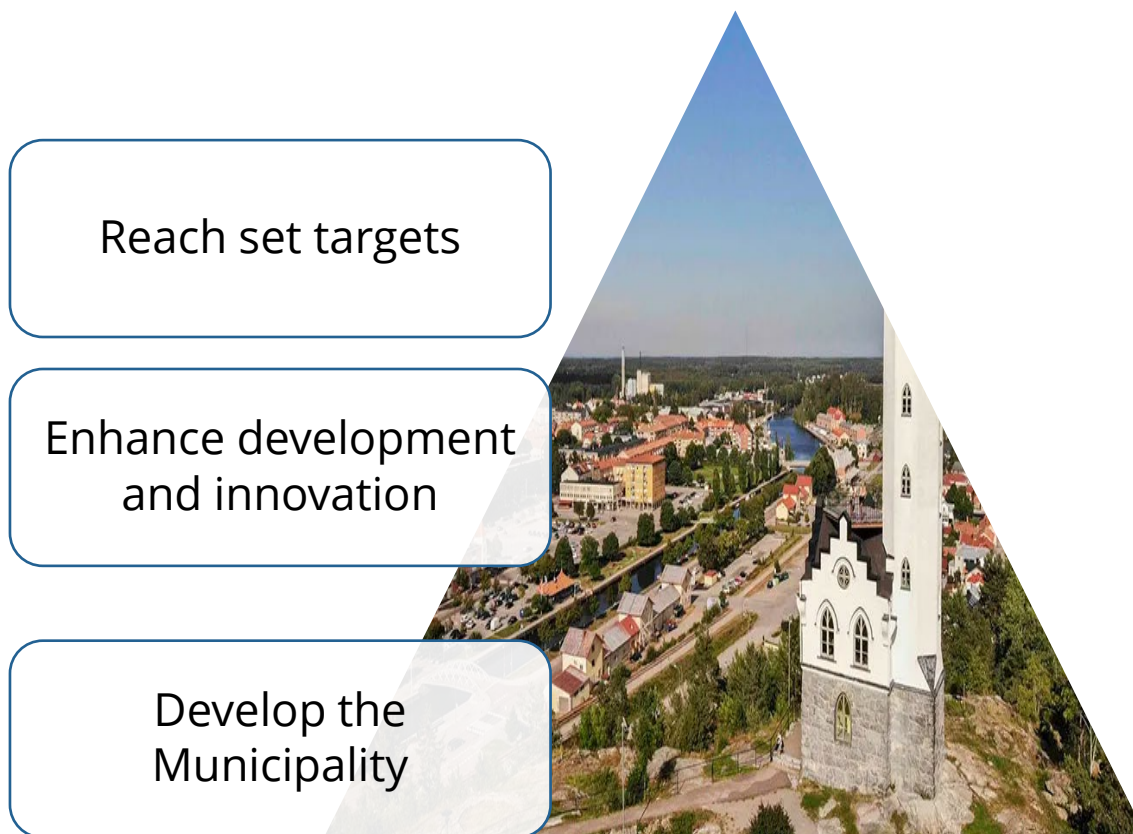 Reach set targets
Enhance development
and innovation
Develop the
Municipality